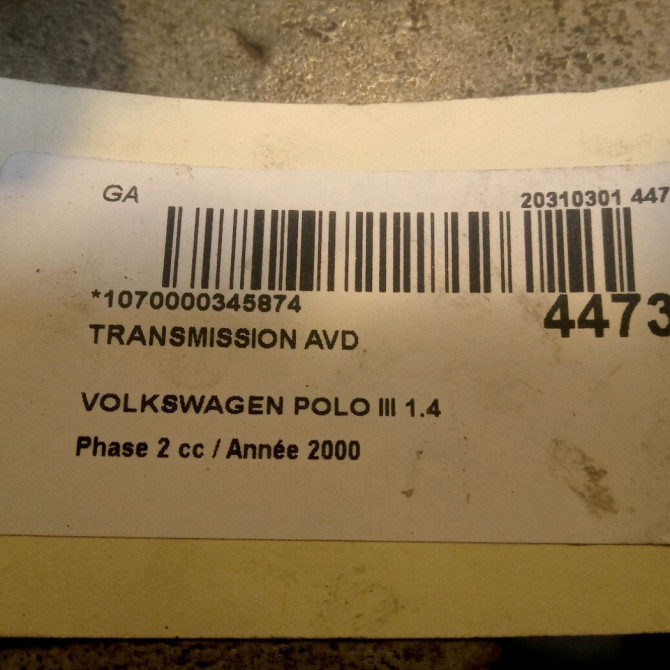 GA
20310301 447
*1070000345874
4473
TRANSMISSION AVD
VOLKSWAGEN POLO III 1.4
Phase 2 cc / Année 2000